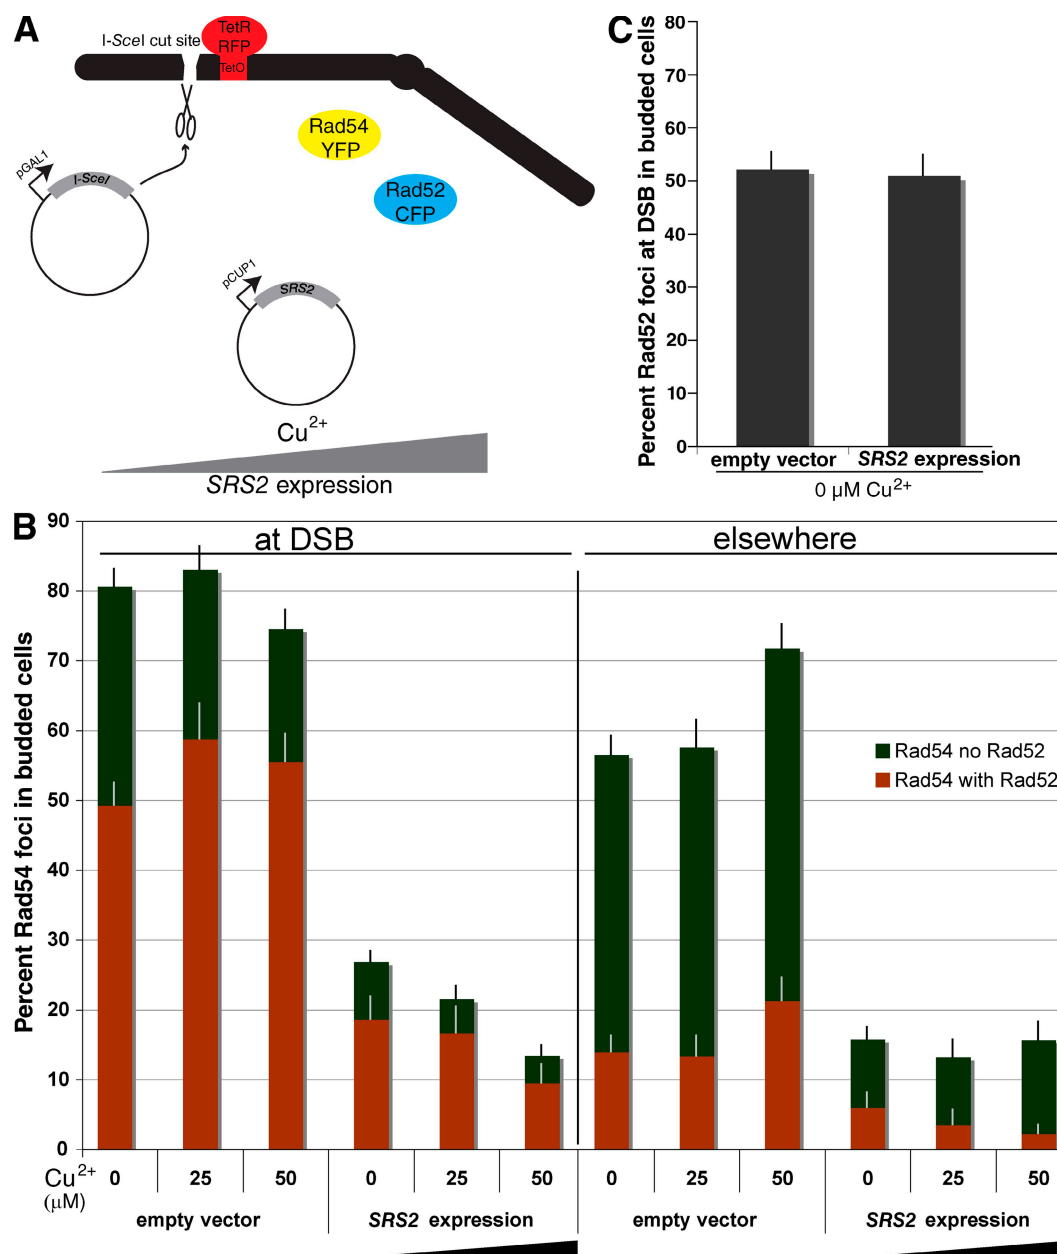 A
I-SceI cut site
TetR
RFP
TetO
Rad54
YFP
Rad52
CFP
pGAL1
I-SceI
pCUP1
SRS2
Cu2+
SRS2 expression
C
Percent Rad52 foci at DSB in budded cells
80
70
60
50
40
30
20
10
0
empty vector
SRS2 expression
0 μM Cu2+
B
Percent Rad54 foci in budded cells
90
80
70
60
50
40
30
20
10
0
at DSB
elsewhere
Rad54 no Rad52
Rad54 with Rad52
Cu2+ 0 25 50 0 25 50 0 25 50 0 25 50
(μM)
empty vector SRS2 expression empty vector SRS2 expression